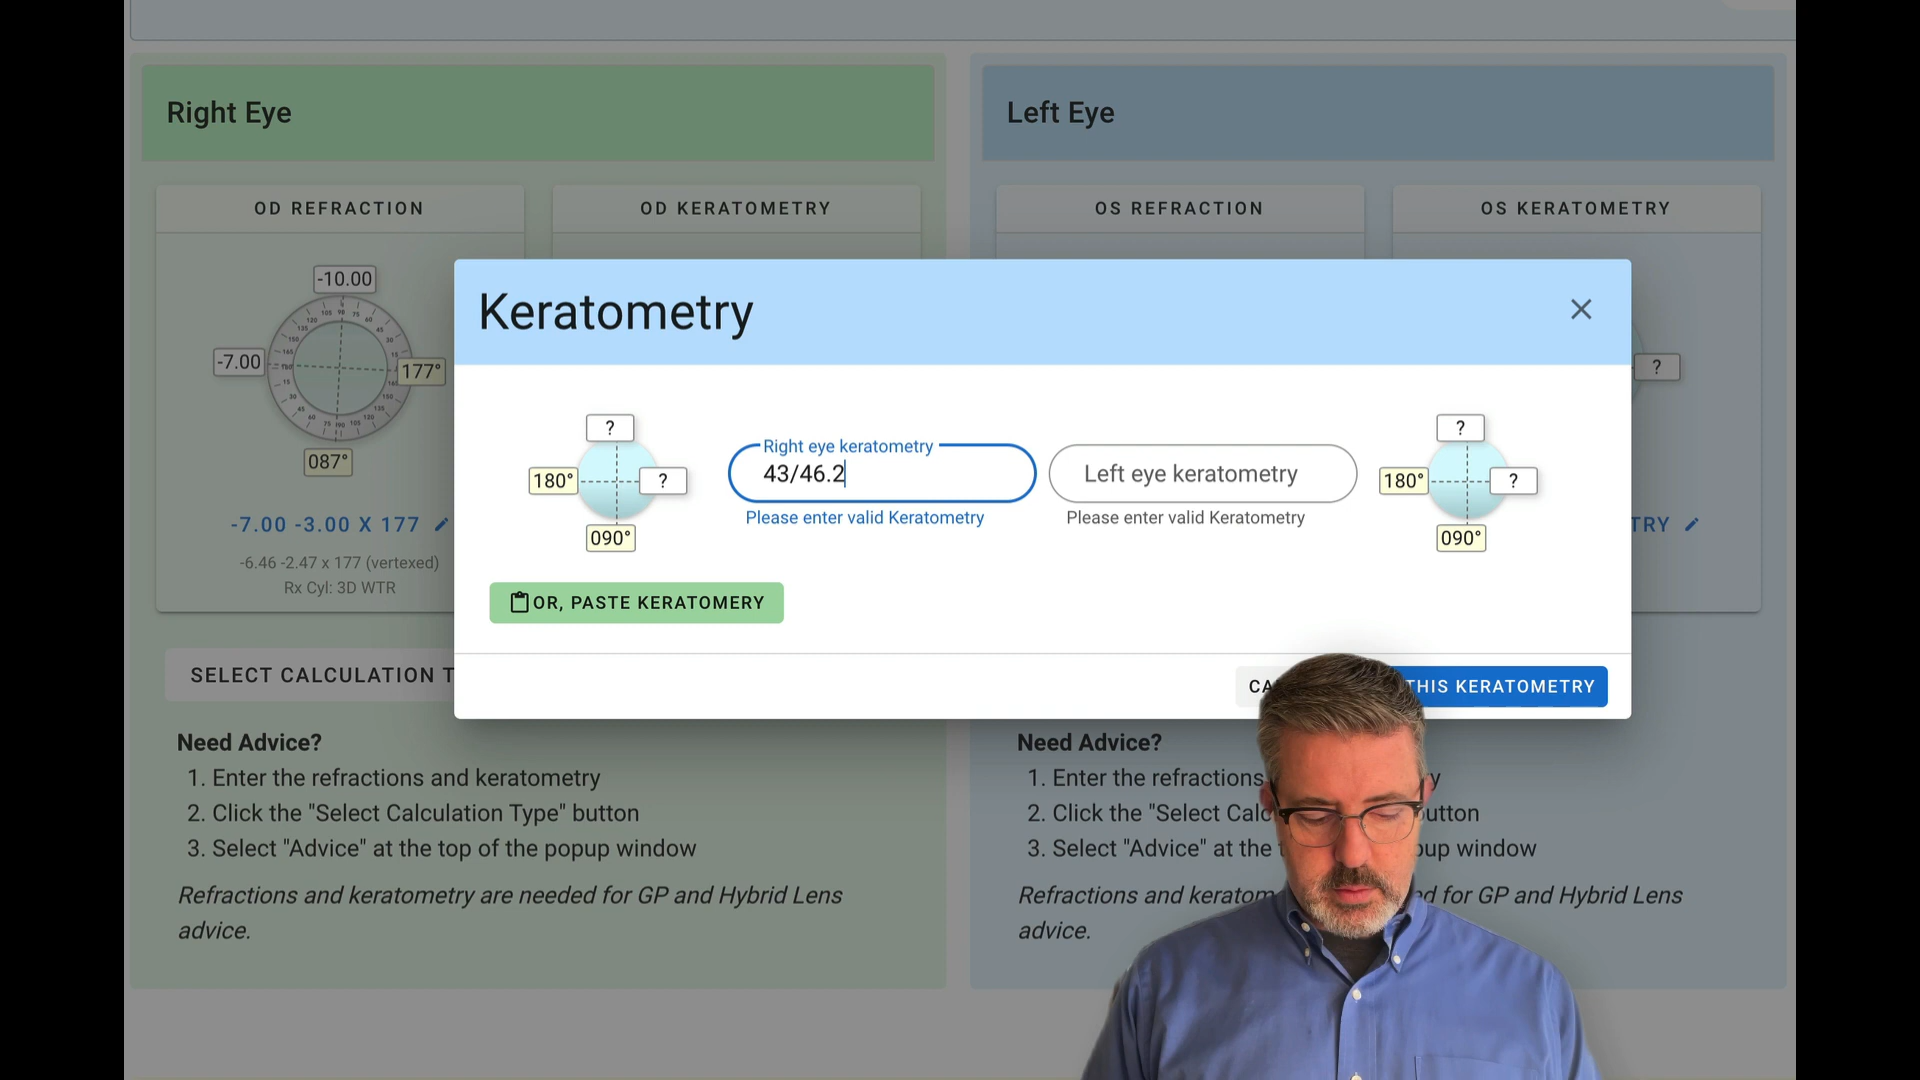 Right Eye
Left Eye
OD REFRACTION
OD KERATOMETRY
OS REFRACTION
OS KERATOMETRY
-10.00
-7.00
177°
087°
-7.00 -3.00 X 177
-6.46 -2.47 x 177 (vertexed)
Rx Cyl: 3D WTR
Keratometry
?
180°
?
090°
Right eye keratometry
43/46.2
Please enter valid Keratometry
Left eye keratometry
Please enter valid Keratometry
?
180°
?
090°
?
TRY
OR, PASTE KERATOMERY
CA
THIS KERATOMETRY
SELECT CALCULATION T
Need Advice?
1. Enter the refractions and keratometry
2. Click the "Select Calculation Type" button
3. Select "Advice" at the top of the popup window
Refractions and keratometry are needed for GP and Hybrid Lens
advice.
Need Advice?
1. Enter the refractions y
2. Click the "Select Calc utton
3. Select "Advice" at the pup window
Refractions and keratom d for GP and Hybrid Lens
advice.